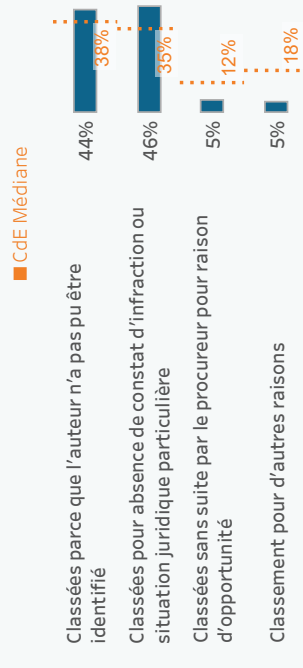 CdE Médiane
Classées parce que l'auteur n'a pas pu être
identifié
44%
38%
Classées pour absence de constat d'infraction ou
situation juridique particulière
46%
35%
Classées sans suite par le procureur pour raison
d'opportunité
5%
12%
Classement pour d'autres raisons
5%
18%